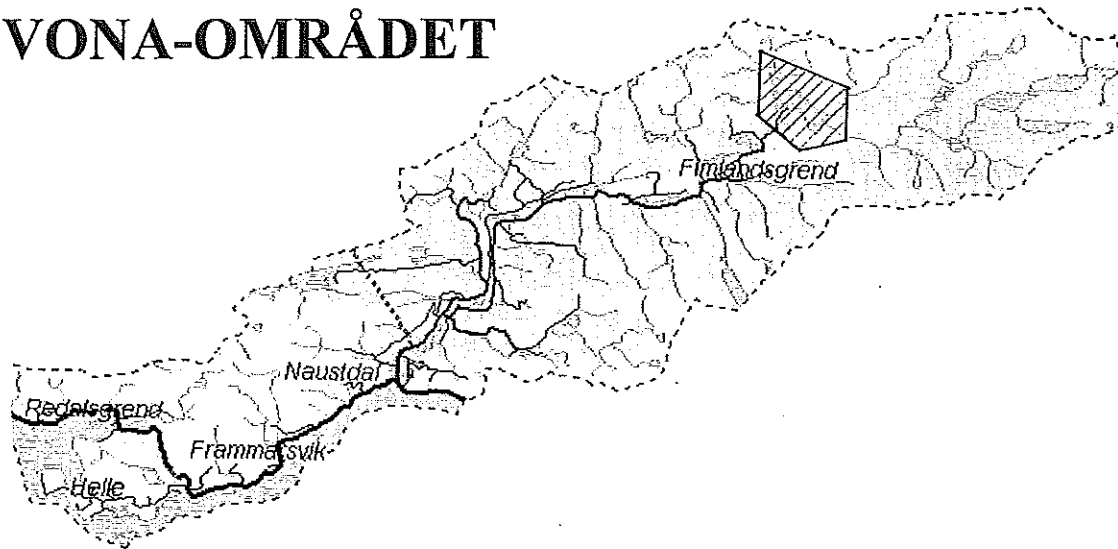 VONA-OMRÅDET
Fimlandsgrend
Naustdal
Redalsgrend
Frammarsvik
Helle